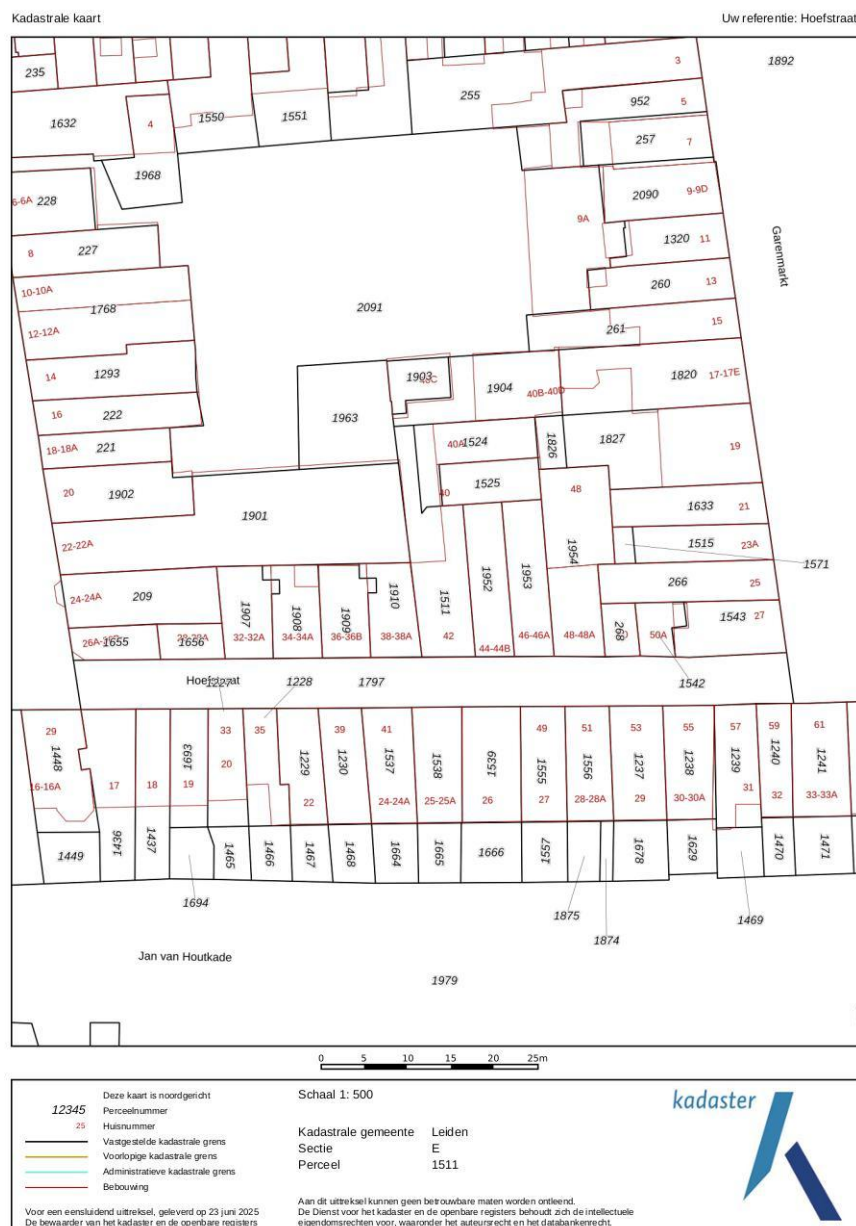 Kadastrale kaart
Uw referentie: Hoefstraat
3
1892
235
255
952
5
1632
4
1550
1551
257
7
1968
6-6A
228
2090
9-9D
9A
8
227
1320
11
Garenmarkt
10-10A
260
13
1768
2091
12-12A
261
15
14
1293
1903
40C
1904
40B-40D
1820
17-17E
16
222
1963
18-18A
221
40A
1524
1826
1827
19
20
1902
40
1525
48
1633
21
1901
22-22A
1954
1515
23A
1571
24-24A
209
1907
1908
1909
1910
1511
1952
1953
266
25
268
1543
27
1655
1656
32-32A
34-34A
36-36B
38-38A
42
44-44B
46-46A
48-48A
50A
Hoefstraat
1227
1228
1797
1542
29
33
35
39
41
49
51
53
55
57
59
61
1448
1693
20
1229
1230
1537
1538
1539
1555
1556
1237
1238
1239
1240
1241
16-16A
17
18
19
22
24-24A
25-25A
26
27
28-28A
29
30-30A
31
32
33-33A
1449
1436
1437
1465
1466
1467
1468
1664
1665
1666
1557
1678
1629
1470
1471
1694
1875
1874
1469
Jan van Houtkade
1979
0 5 10 15 20 25m
Deze kaart is noordgericht
12345 Perceelnummer
25 Huisnummer
Vastgestelde kadastrale grens
Voorlopige kadastrale grens
Administratieve kadastrale grens
Bebouwing
Voor een eensluidend uittreksel, geleverd op 23 juni 2025
De bewaarder van het kadaster en de openbare registers
Schaal 1: 500
Kadastrale gemeente Leiden
Sectie E
Perceel 1511
Aan dit uittreksel kunnen geen betrouwbare maten worden ontleend.
De Dienst voor het kadaster en de openbare registers behoudt zich de intellectuele
eigendomsrechten voor, waaronder het auteursrecht en het databankenrecht.
kadaster